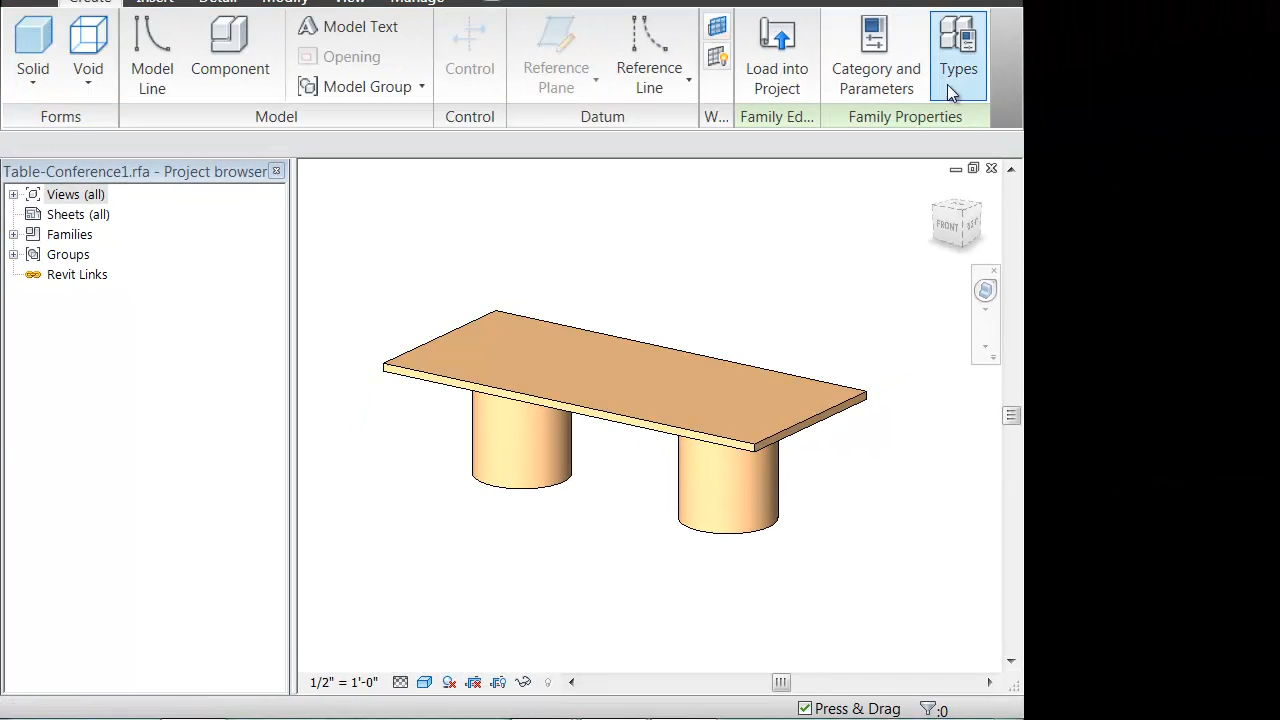 Create Insert Detail Modify View Manage
Solid
Void
Model Line
Component
Model Text
Opening
Model Group
Control
Reference Plane
Reference Line
Load into Project
Category and Parameters
Types
Forms
Model
Control
Datum
W...
Family Ed...
Family Properties
Table-Conference1.rfa - Project browser
Views (all)
Sheets (all)
Families
Groups
Revit Links
FRONT
1/2" = 1'-0"
Press & Drag
:0